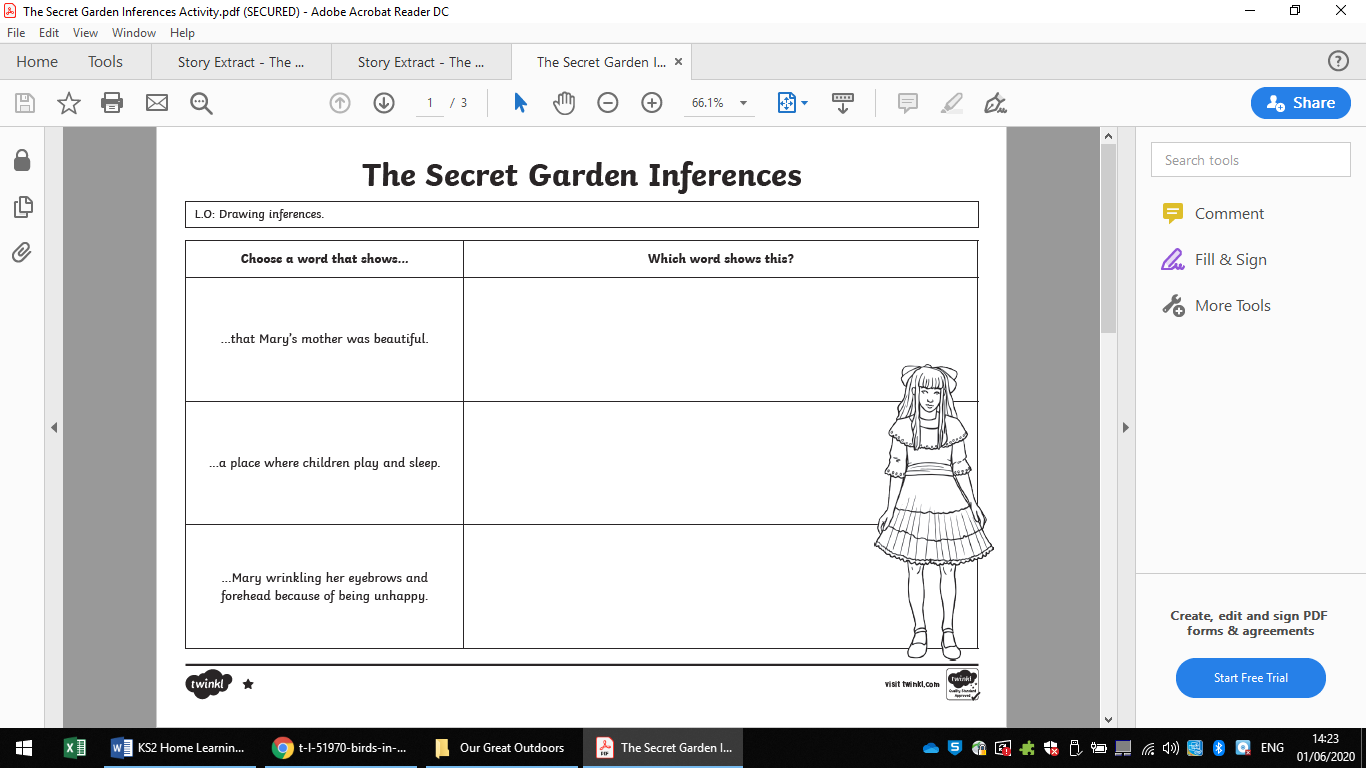 The Secret Garden Inferences Activity.pdf (SECURED) - Adobe Acrobat Reader DC
File Edit View Window Help
Home Tools Story Extract - The ... Story Extract - The ... The Secret Garden I... ×
1 / 3 66.1% Share
The Secret Garden Inferences
L.O: Drawing inferences.
Choose a word that shows... Which word shows this?
...that Mary's mother was beautiful.
...a place where children play and sleep.
...Mary wrinkling her eyebrows and
forehead because of being unhappy.
twinkl visit twinkl.com twinkl
Quality Standard
Approved
Search tools
Comment
Fill & Sign
More Tools
Create, edit and sign PDF
forms & agreements
Start Free Trial
KS2 Home Learnin... t-l-51970-birds-in-... Our Great Outdoors The Secret Garden I... ENG 14:23
01/06/2020